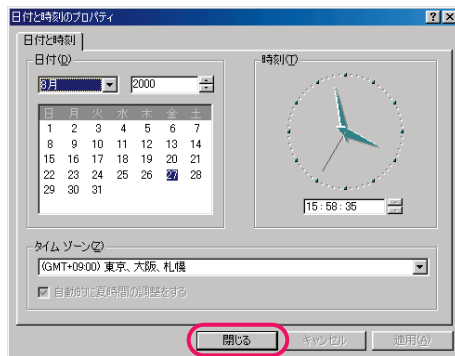 日付と時刻のプロパティ
日付と時刻
日付(D)
時刻(T)
8月 2000
日 月 火 水 木 金 土
1 2 3 4 5 6 7
8 9 10 11 12 13 14
15 16 17 18 19 20 21
22 23 24 25 26 27 28
29 30 31
15:58:35
タイム ゾーン(Z)
(GMT+09:00) 東京、大阪、札幌
自動的に夏時間の調整をする
閉じる キャンセル 適用(A)